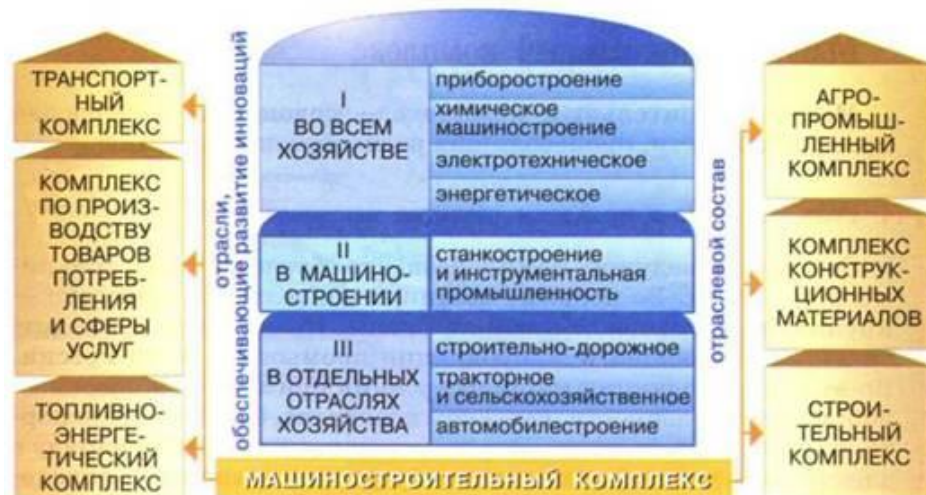 ТРАНСПОРТ-
НЫЙ
КОМПЛЕКС
КОМПЛЕКС
ПО ПРОИЗ-
ВОДСТВУ
ТОВАРОВ
ПОТРЕБ-
ЛЕНИЯ
И СФЕРЫ
УСЛУГ
ТОПЛИВНО-
ЭНЕРГЕ-
ТИЧЕСКИЙ
КОМПЛЕКС
отрасли,
обеспечивающие развитие инноваций
I
ВО ВСЕМ
ХОЗЯЙСТВЕ
приборостроение
химическое
машиностроение
электротехническое
энергетическое
II
В МАШИНО-
СТРОЕНИИ
станкостроение
и инструментальная
промышленность
III
В ОТДЕЛЬНЫХ
ОТРАСЛЯХ
ХОЗЯЙСТВА
строительно-дорожное
тракторное
и сельскохозяйственное
автомобилестроение
отраслевой состав
АГРО-
ПРОМЫШ-
ЛЕННЫЙ
КОМПЛЕКС
КОМПЛЕКС
КОНСТРУК-
ЦИОННЫХ
МАТЕРИАЛОВ
СТРОИ-
ТЕЛЬНЫЙ
КОМПЛЕКС
МАШИНОСТРОИТЕЛЬНЫЙ КОМПЛЕКС